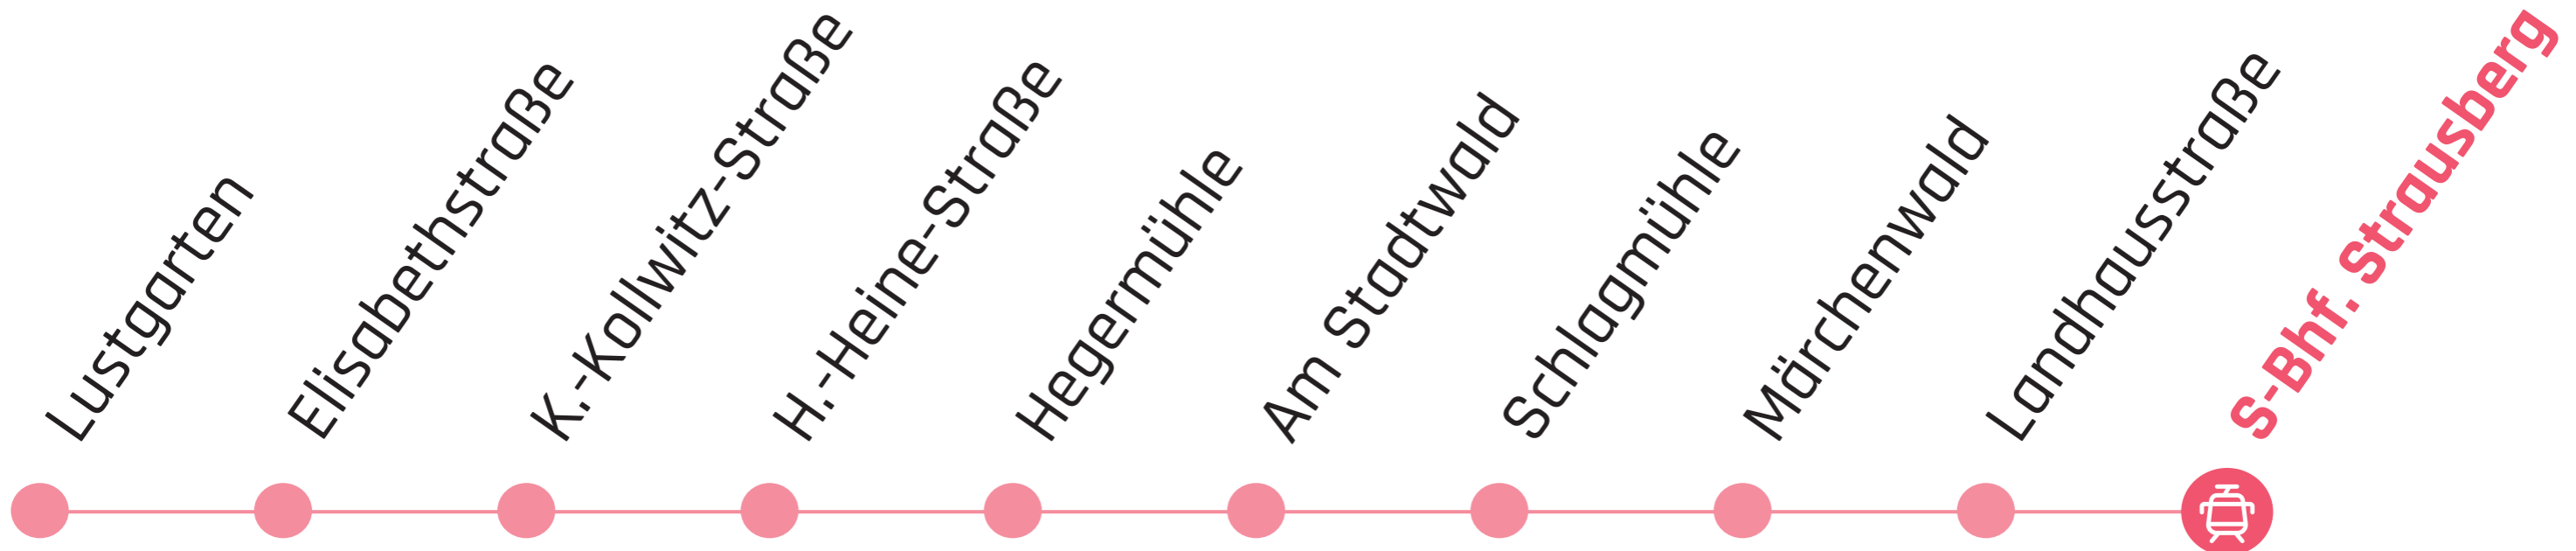 Lustgarten
Elisabethstraße
K.-Kollwitz-Straße
H.-Heine-Straße
Hegermühle
Am Stadtwald
Schlagmühle
Märchenwald
Landhausstraße
S-Bhf. Strausberg